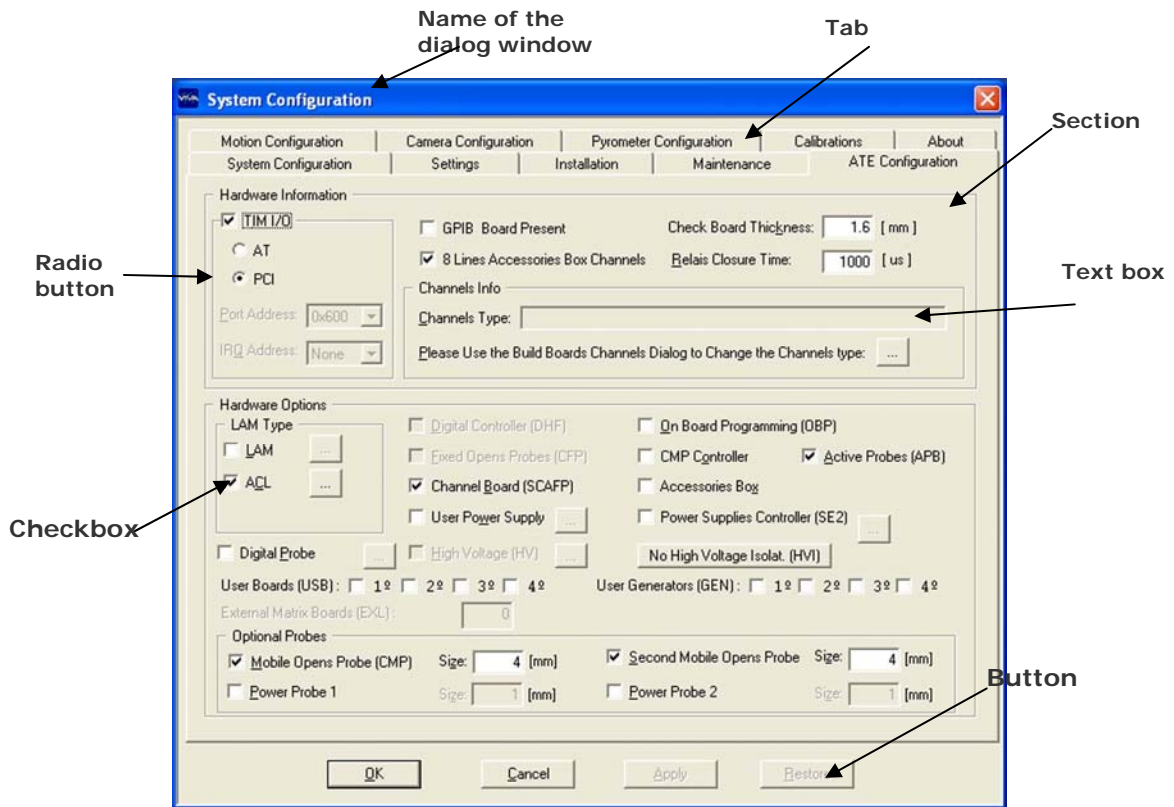 Name of the
dialog window
Tab
System Configuration
Section
Motion Configuration
Camera Configuration
Pyrometer Configuration
Calibrations
About
System Configuration
Settings
Installation
Maintenance
ATE Configuration
Hardware Information
TIM I/O
AT
PCI
Radio
button
Port Address: 0x600
IRQ Address: None
GPIB Board Present
Check Board Thickness: 1.6 [ mm ]
8 Lines Accessories Box Channels
Relais Closure Time: 1000 [ us ]
Channels Info
Channels Type:
Text box
Please Use the Build Boards Channels Dialog to Change the Channels type: ...
Hardware Options
LAM Type
LAM ...
ACL ...
Checkbox
Digital Controller (DHF)
On Board Programming (OBP)
Fixed Opens Probes (CFP)
CMP Controller
Active Probes (APB)
Channel Board (SCAFP)
Accessories Box
User Power Supply ...
Power Supplies Controller (SE2) ...
Digital Probe ...
High Voltage (HV) ...
No High Voltage Isolat. (HVI)
User Boards (USB) : 1º 2º 3º 4º
User Generators (GEN) : 1º 2º 3º 4º
External Matrix Boards (EXL) : 0
Optional Probes
Mobile Opens Probe (CMP) Size: 4 [mm]
Second Mobile Opens Probe Size: 4 [mm]
Power Probe 1 Size: 1 [mm]
Power Probe 2 Size: 1 [mm]
Button
OK
Cancel
Apply
Restore